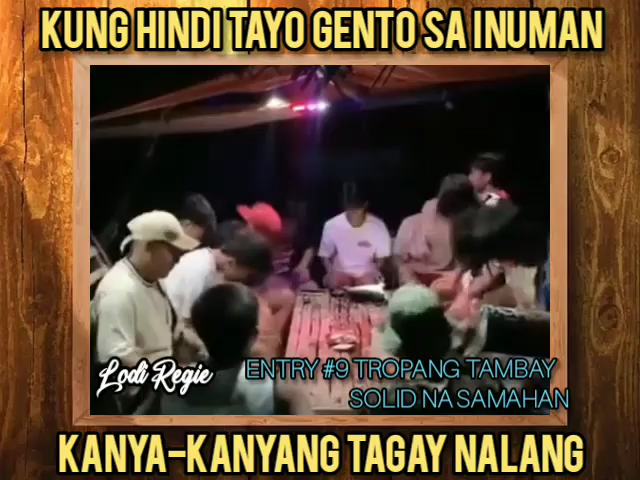 KUNG HINDI TAYO GENTO SA INUMAN
Lodi Regie
ENTRY #9 TROPANG TAMBAY
SOLID NA SAMAHAN
KANYA-KANYANG TAGAY NALANG